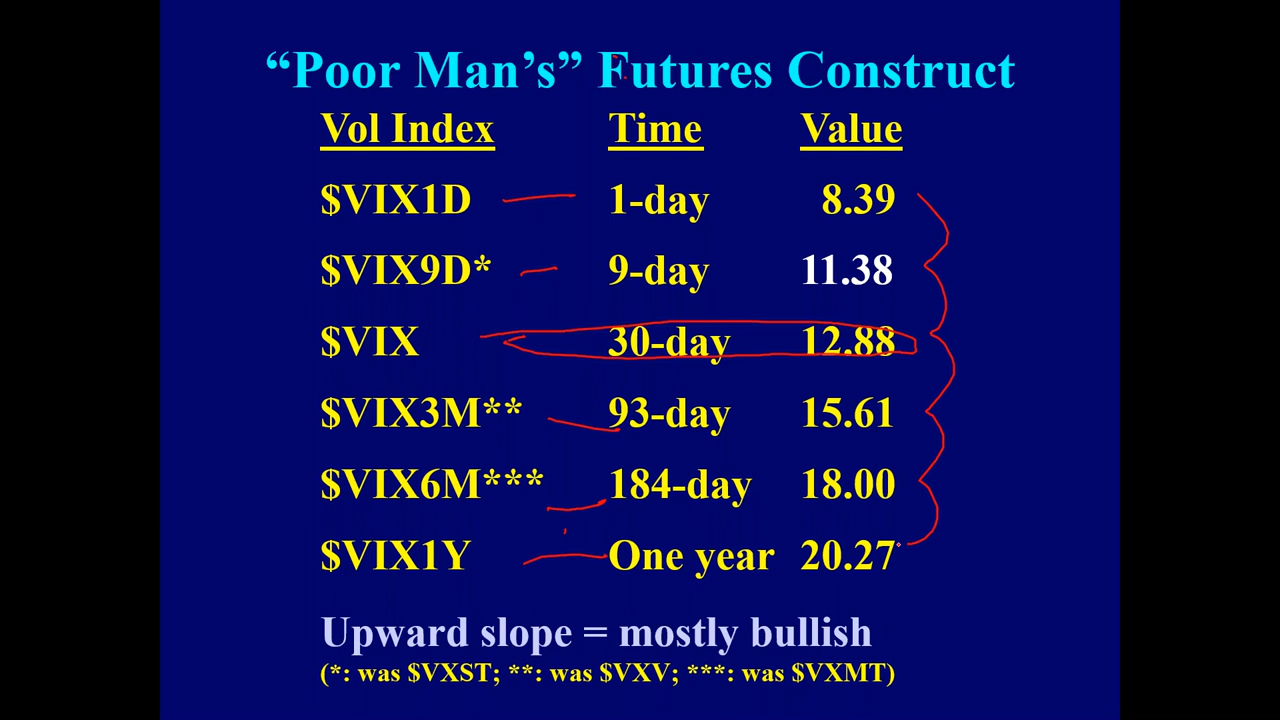 “Poor Man’s” Futures Construct
Vol Index Time Value
$VIX1D 1-day 8.39
$VIX9D* 9-day 11.38
$VIX 30-day 12.88
$VIX3M** 93-day 15.61
$VIX6M*** 184-day 18.00
$VIX1Y One year 20.27
Upward slope = mostly bullish
(*: was $VXST; **: was $VXV; ***: was $VXMT)